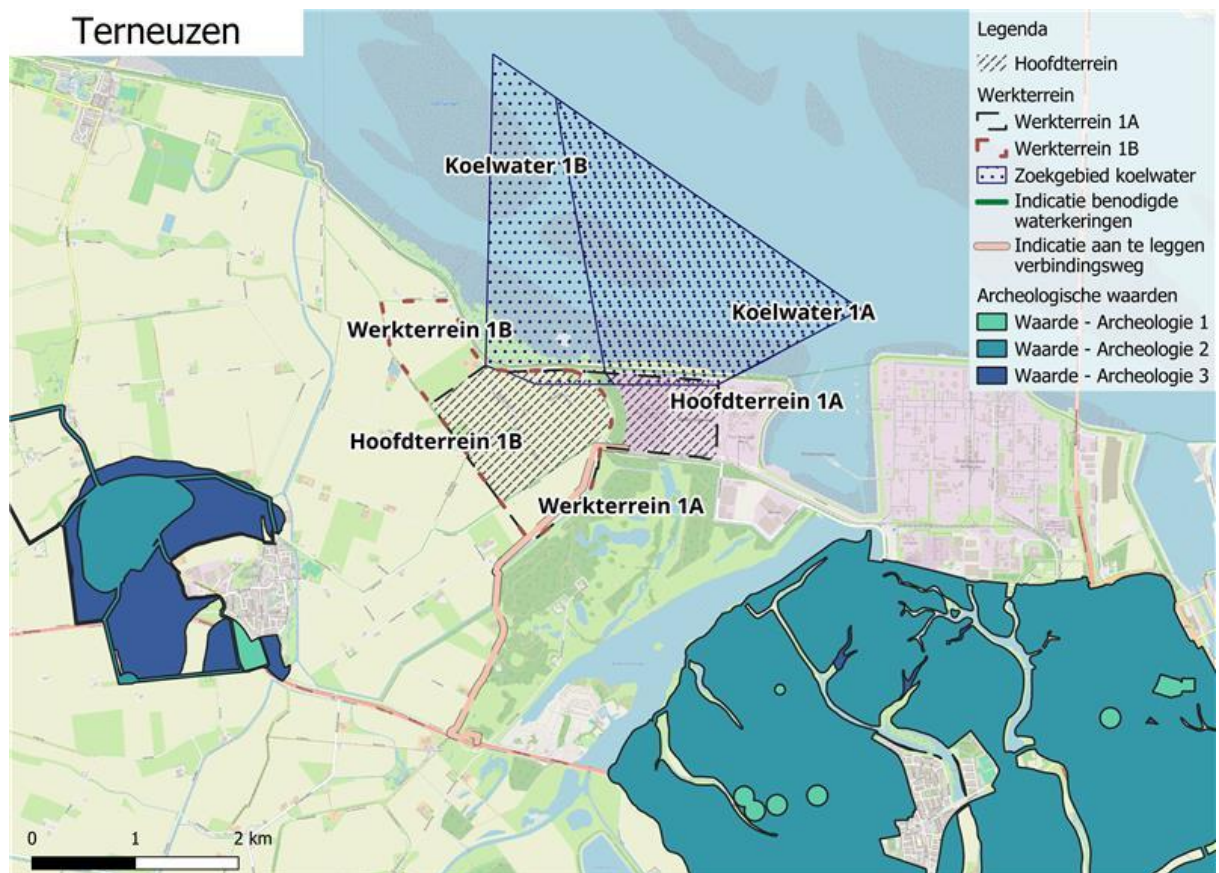 Terneuzen
Legenda
Hoofdterrein
Werkterrein
Werkterrein 1A
Werkterrein 1B
Zoekgebied koelwater
Indicatie benodigde
waterkeringen
Indicatie aan te leggen
verbindingsweg
Archeologische waarden
Waarde - Archeologie 1
Waarde - Archeologie 2
Waarde - Archeologie 3
Koelwater 1B
Koelwater 1A
Werkterrein 1B
Hoofdterrein 1A
Hoofdterrein 1B
Werkterrein 1A
0 1 2 km